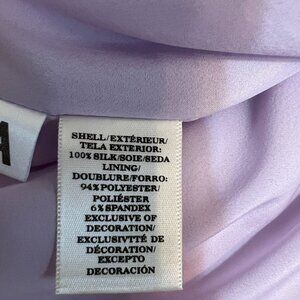 A
SHELL/EXTÉRIEUR/
TELA EXTERIOR:
100% SILK/SOIE/SEDA
LINING/
DOUBLURE/FORRO:
94% POLYESTER/
POLIÉSTER
6% SPANDEX
EXCLUSIVE OF
DECORATION/
EXCLUSIVTÉ DE
DÉCORATION/
EXCEPTO
DECORACIÓN